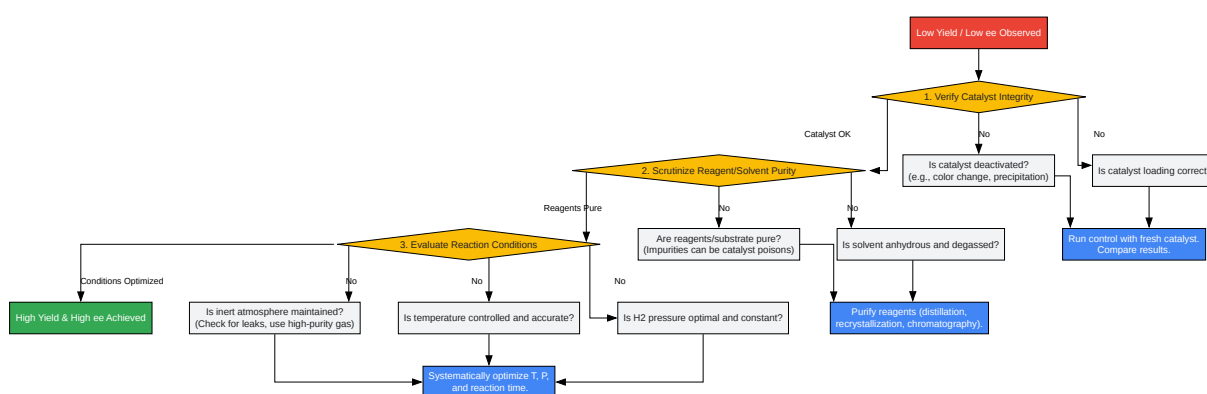 Low Yield / Low ee Observed
1. Verify Catalyst Integrity
Catalyst OK
No
No
Is catalyst deactivated?
(e.g., color change, precipitation)
Is catalyst loading correct
2. Scrutinize Reagent/Solvent Purity
Reagents Pure
No
No
Are reagents/substrate pure?
(Impurities can be catalyst poisons)
Is solvent anhydrous and degassed?
Run control with fresh catalyst.
Compare results.
3. Evaluate Reaction Conditions
Conditions Optimized
No
No
No
High Yield & High ee Achieved
Is inert atmosphere maintained?
(Check for leaks, use high-purity gas)
Is temperature controlled and accurate?
Is H2 pressure optimal and constant?
Purify reagents (distillation,
recrystallization, chromatography).
Systematically optimize T, P,
and reaction time.